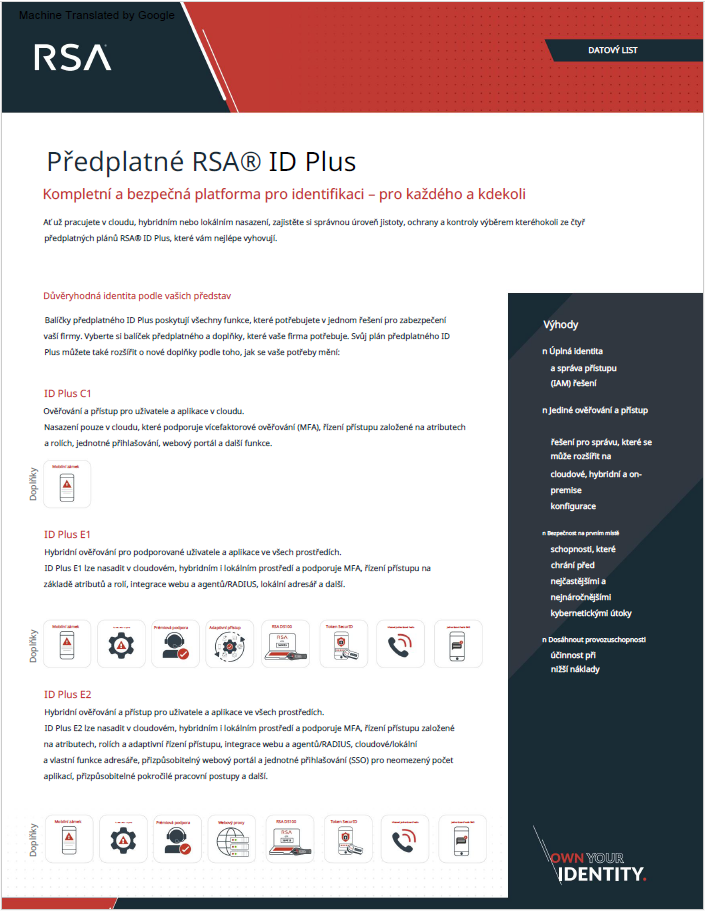 Machine Translated by Google
RSA
DATOVÝ LIST
Předplatné RSA® ID Plus
Kompletní a bezpečná platforma pro identifikaci – pro každého a kdekoli
Ať už pracujete v cloudu, hybridním nebo lokálním nasazení, zajistěte si správnou úroveň jistoty, ochrany a kontroly výběrem kteréhokoli ze čtyř
předplatných plánů RSA® ID Plus, které vám nejlépe vyhovují.
Důvěryhodná identita podle vašich představ
Balíčky předplatného ID Plus poskytují všechny funkce, které potřebujete v jednom řešení pro zabezpečení
vaší firmy. Vyberte si balíček předplatného a doplňky, které vaše firma potřebuje. Svůj plán předplatného ID
Plus můžete také rozšířit o nové doplňky podle toho, jak se vaše potřeby mění:
ID Plus C1
Ověřování a přístup pro uživatele a aplikace v cloudu.
Nasazení pouze v cloudu, které podporuje vícefaktorové ověřování (MFA), řízení přístupu založené na atributech
a rolích, jednotné přihlašování, webový portál a další funkce.
Doplňky
Mobilní zámek
ID Plus E1
Hybridní ověřování pro podporované uživatele a aplikace ve všech prostředích.
ID Plus E1 lze nasadit v cloudovém, hybridním i lokálním prostředí a podporuje MFA, řízení přístupu na
základě atributů a rolí, integrace webu a agentů/RADIUS, lokální adresář a další.
Doplňky
Mobilní zámek
Prémiová podpora
Adaptivní přístup
RSA DS100
RSA
Token SecurID
ID Plus E2
Hybridní ověřování a přístup pro uživatele a aplikace ve všech prostředích.
ID Plus E2 lze nasadit v cloudovém, hybridním i lokálním prostředí a podporuje MFA, řízení přístupu založené
na atributech, rolích a adaptivní řízení přístupu, integrace webu a agentů/RADIUS, cloudové/lokální
a vlastní funkce adresáře, přizpůsobitelný webový portál a jednotné přihlašování (SSO) pro neomezený počet
aplikací, přizpůsobitelné pokročilé pracovní postupy a další.
Doplňky
Mobilní zámek
Prémiová podpora
Webový proxy
RSA DS100
RSA
Token SecurID
Výhody
n Úplná identita
a správa přístupu
(IAM) řešení
n Jediné ověřování a přístup
řešení pro správu, které se
může rozšířit na
cloudové, hybridní a on-
premise
konfigurace
n Bezpečnost na prvním místě
schopnosti, které
chrání před
nejčastějšími a
nejnáročnějšími
kybernetickými útoky
n Dosáhnout provozuschopnosti
účinnost při
nižší náklady
OWN YOUR
IDENTITY.